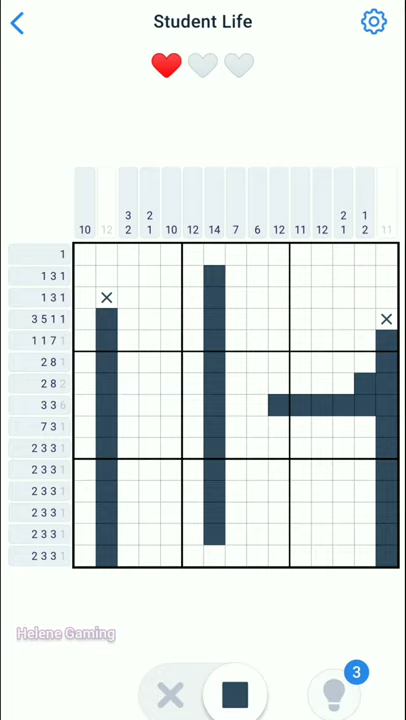 Student Life
3 2 1 1 2 2 1
10 12 2 1 10 12 14 7 6 12 11 12 1 2 11
1
1 3 1
1 3 1
3 5 1 1
1 1 7 1
2 8 1
2 8 2
3 3 6
7 3 1
2 3 3 1
2 3 3 1
2 3 3 1
2 3 3 1
2 3 3 1
2 3 3 1
Helene Gaming
3